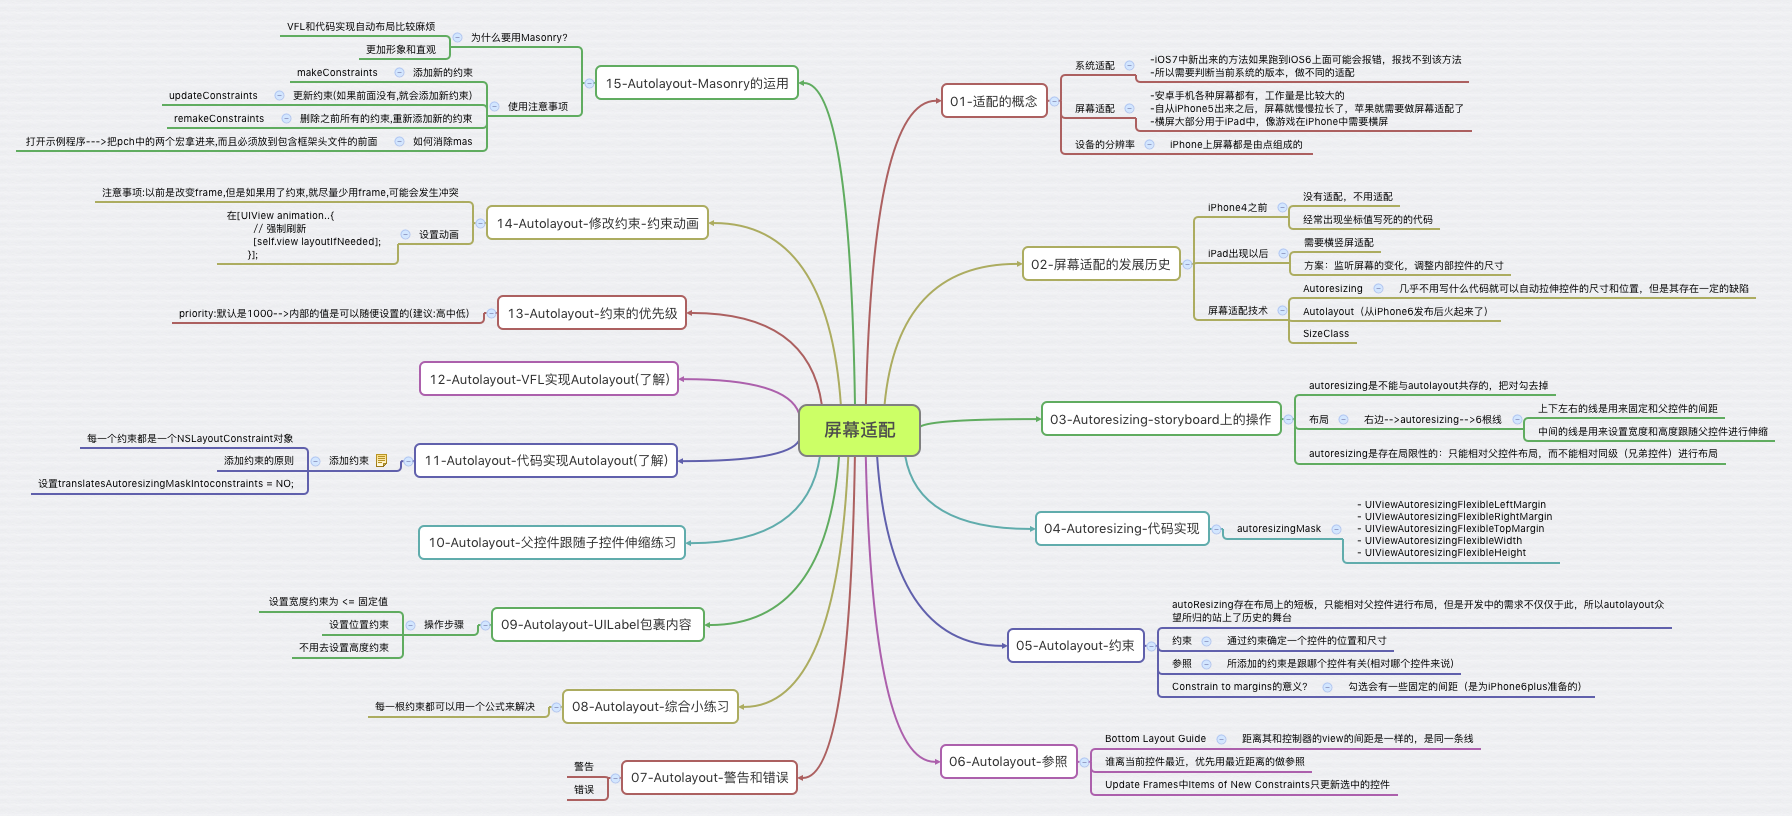 屏幕适配
01-适配的概念
系统适配
-iOS7中新出来的方法如果跑到iOS6上面可能会报错，报找不到该方法
-所以需要判断当前系统的版本，做不同的适配
屏幕适配
-安卓手机各种屏幕都有，工作量是比较大的
-自从iPhone5出来之后，屏幕就慢慢拉长了，苹果就需要做屏幕适配了
-横屏大部分用于iPad中，像游戏在iPhone中需要横屏
设备的分辨率
iPhone上屏幕都是由点组成的
02-屏幕适配的发展历史
iPhone4之前
没有适配，不用适配
经常出现坐标值写死的的代码
iPad出现以后
需要横竖屏适配
方案：监听屏幕的变化，调整内部控件的尺寸
屏幕适配技术
Autoresizing
几乎不用写什么代码就可以自动拉伸控件的尺寸和位置，但是其存在一定的缺陷
Autolayout（从iPhone6发布后火起来了）
SizeClass
03-Autoresizing-storyboard上的操作
autoresizing是不能与autolayout共存的，把对勾去掉
布局
右边-->autoresizing-->6根线
上下左右的线是用来固定和父控件的间距
中间的线是用来设置宽度和高度跟随父控件进行伸缩
autoresizing是存在局限性的：只能相对父控件布局，而不能相对同级（兄弟控件）进行布局
04-Autoresizing-代码实现
autoresizingMask
- UIViewAutoresizingFlexibleLeftMargin
- UIViewAutoresizingFlexibleRightMargin
- UIViewAutoresizingFlexibleTopMargin
- UIViewAutoresizingFlexibleWidth
- UIViewAutoresizingFlexibleHeight
05-Autolayout-约束
autoResizing存在布局上的短板，只能相对父控件进行布局，但是开发中的需求不仅仅于此，所以autolayout众
望所归的站上了历史的舞台
约束
通过约束确定一个控件的位置和尺寸
参照
所添加的约束是跟哪个控件有关(相对哪个控件来说)
Constrain to margins的意义?
勾选会有一些固定的间距（是为iPhone6plus准备的）
06-Autolayout-参照
Bottom Layout Guide
距离其和控制器的view的间距是一样的，是同一条线
谁离当前控件最近，优先用最近距离的做参照
Update Frames中Items of New Constraints只更新选中的控件
07-Autolayout-警告和错误
警告
错误
08-Autolayout-综合小练习
每一根约束都可以用一个公式来解决
09-Autolayout-UILabel包裹内容
操作步骤
设置宽度约束为 <= 固定值
设置位置约束
不用去设置高度约束
10-Autolayout-父控件跟随子控件伸缩练习
11-Autolayout-代码实现Autolayout(了解)
添加约束
每一个约束都是一个NSLayoutConstraint对象
添加约束的原则
设置translatesAutoresizingMaskIntoconstraints = NO;
12-Autolayout-VFL实现Autolayout(了解)
13-Autolayout-约束的优先级
priority:默认是1000-->内部的值是可以随便设置的(建议:高中低)
14-Autolayout-修改约束-约束动画
注意事项:以前是改变frame,但是如果用了约束,就尽量少用frame,可能会发生冲突
设置动画
在[UIView animation..{
// 强制刷新
[self.view layoutIfNeeded];
}];
15-Autolayout-Masonry的运用
为什么要用Masonry?
VFL和代码实现自动布局比较麻烦
更加形象和直观
使用注意事项
makeConstraints
添加新的约束
updateConstraints
更新约束(如果前面没有,就会添加新约束)
remakeConstraints
删除之前所有的约束,重新添加新的约束
打开示例程序--->把pch中的两个宏拿进来,而且必须放到包含框架头文件的前面
如何消除mas